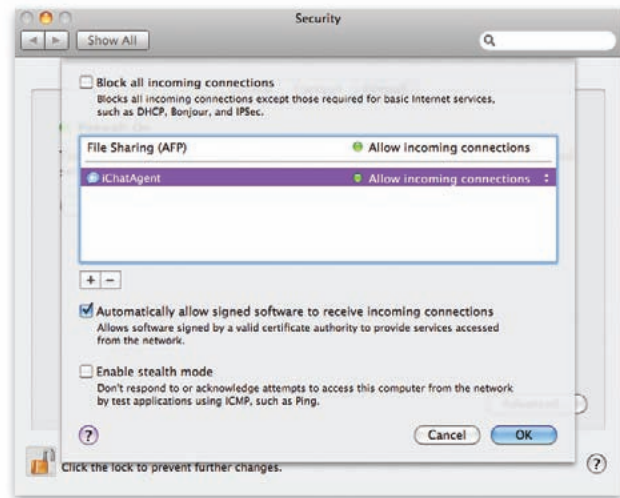 Security
Show All
Block all incoming connections
Blocks all incoming connections except those required for basic Internet services,
such as DHCP, Bonjour, and IPSec.
Firewall: On
File Sharing (AFP) Allow incoming connections
iChatAgent Allow incoming connections
+ −
Automatically allow signed software to receive incoming connections
Allows software signed by a valid certificate authority to provide services accessed
from the network.
Enable stealth mode
Don't respond to or acknowledge attempts to access this computer from the network
by test applications using ICMP, such as Ping.
Advanced
? Cancel OK
Click the lock to prevent further changes. ?